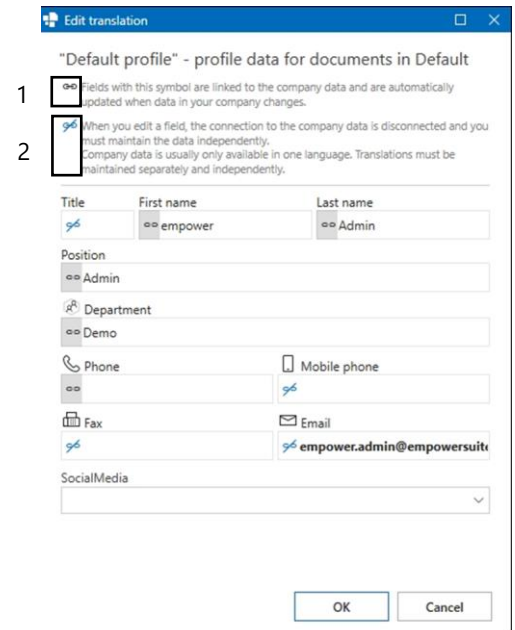 Edit translation
"Default profile" - profile data for documents in Default
1
Fields with this symbol are linked to the company data and are automatically
updated when data in your company changes.
2
When you edit a field, the connection to the company data is disconnected and you
must maintain the data independently.
Company data is usually only available in one language. Translations must be
maintained separately and independently.
Title First name Last name
empower Admin
Position
Admin
Department
Demo
Phone Mobile phone
Fax Email
empower.admin@empowersuite
SocialMedia
OK Cancel